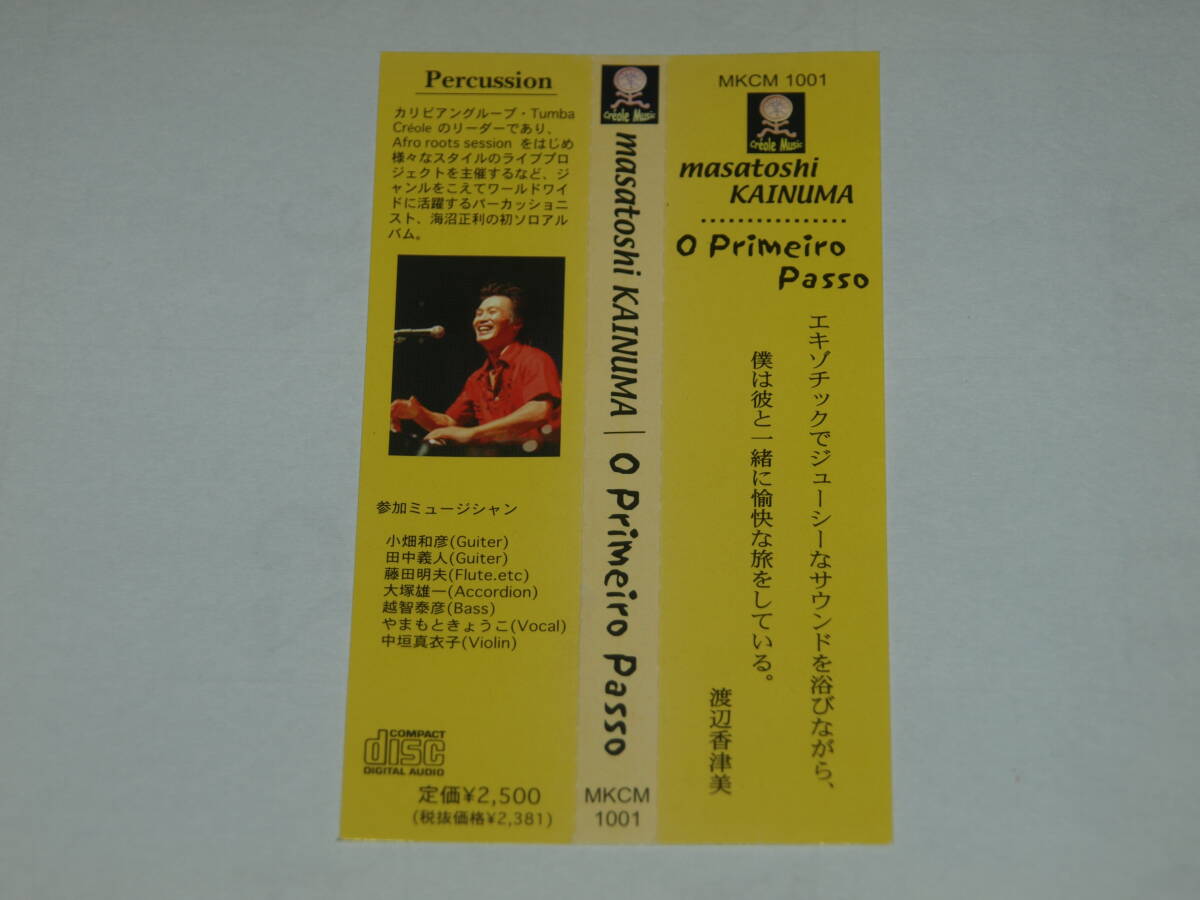 Percussion
カリビアングループ・Tumba
Créole のリーダーであり、
Afro roots session をはじめ
様々なスタイルのライブプロ
ジェクトを主催するなど、ジ
ャンルをこえてワールドワイ
ドに活躍するパーカッショニ
スト、海沼正利の初ソロアル
バム。
参加ミュージシャン
小畑和彦(Guiter)
田中義人(Guiter)
藤田明夫(Flute.etc)
大塚雄一(Accordion)
越智泰彦(Bass)
やまもときょうこ(Vocal)
中垣真衣子(Violin)
COMPACT
disc
DIGITAL AUDIO
定価¥2,500
(税抜価格¥2,381)
Créole Music
masatoshi KAINUMA | O Primeiro Passo
MKCM
1001
MKCM 1001
Créole Music
masatoshi
KAINUMA
................
O Primeiro
Passo
エキゾチックでジューシーなサウンドを浴びながら、
僕は彼と一緒に愉快な旅をしている。
渡辺香津美